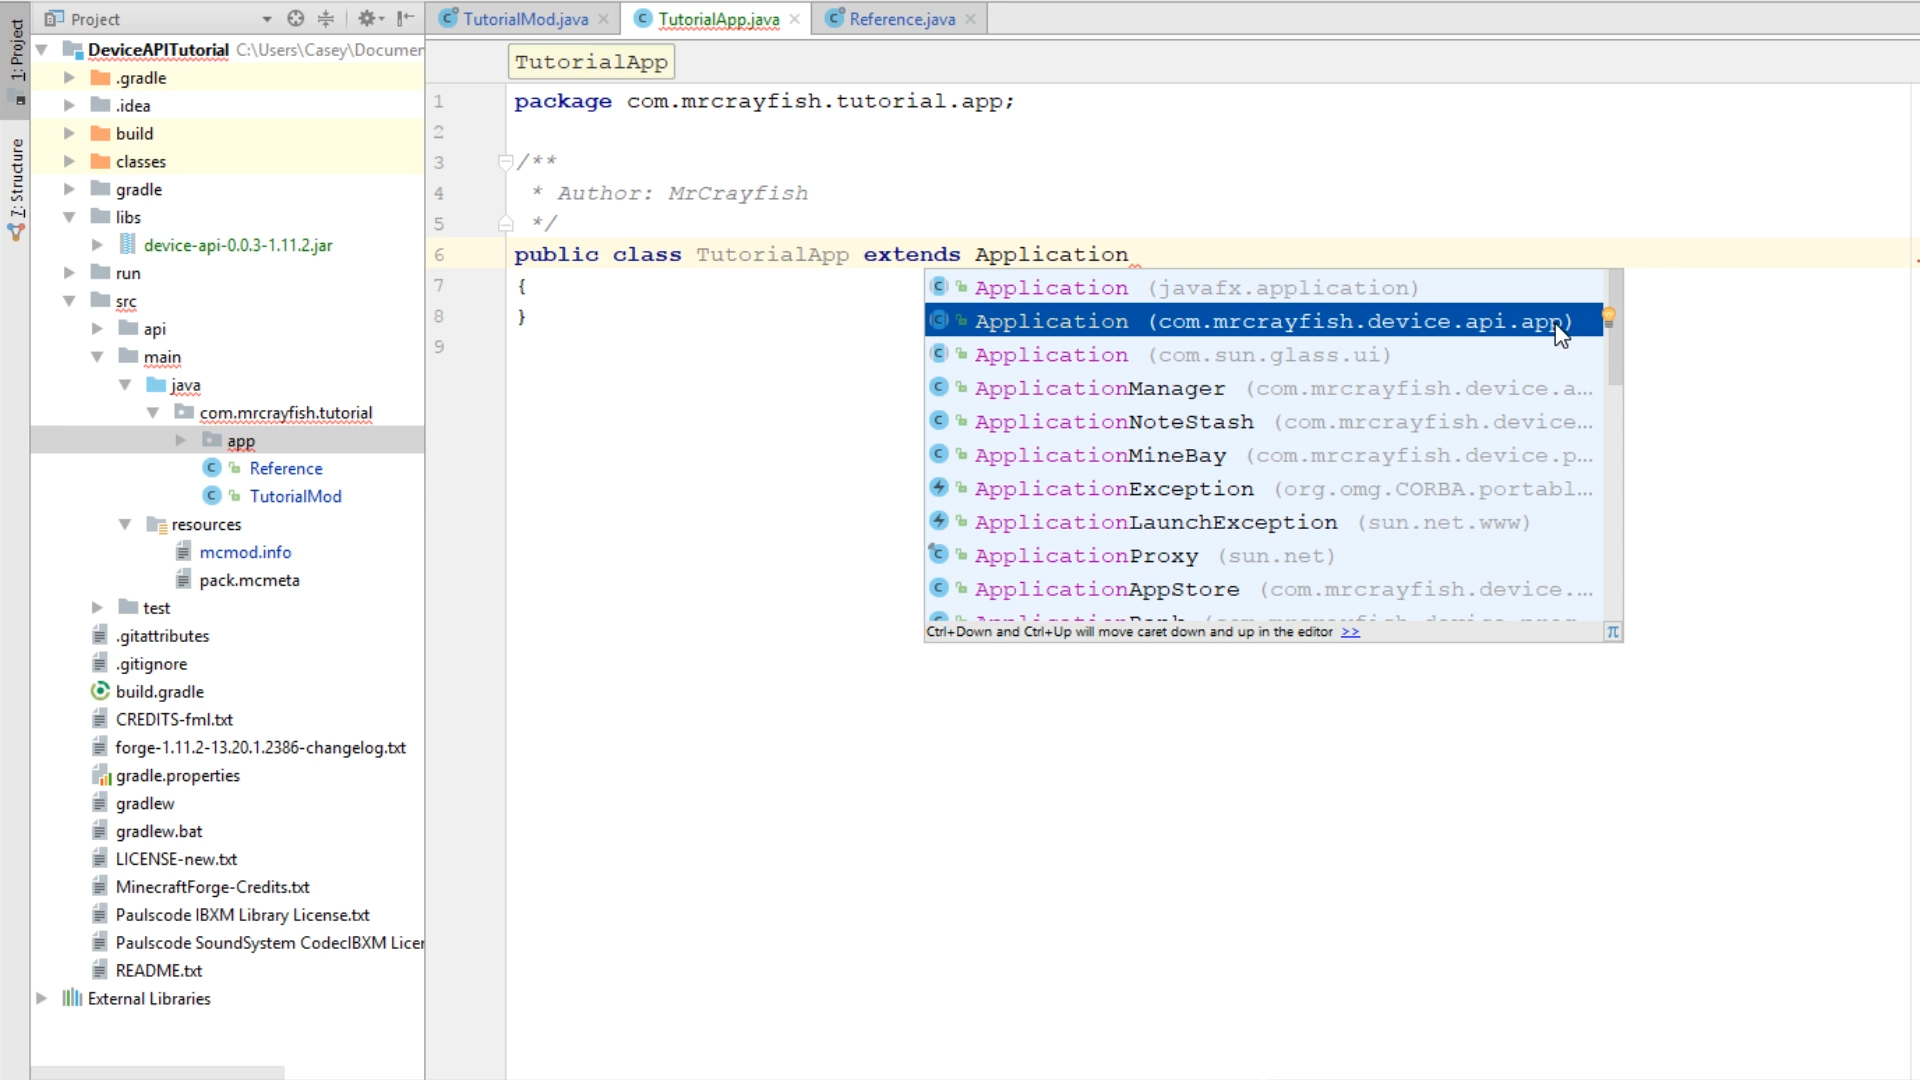 1: Project
7: Structure
Project
DeviceAPITutorial C:\Users\Casey\Documen
.gradle
.idea
build
classes
gradle
libs
device-api-0.0.3-1.11.2.jar
run
src
api
main
java
com.mrcrayfish.tutorial
app
Reference
TutorialMod
resources
mcmod.info
pack.mcmeta
test
.gitattributes
.gitignore
build.gradle
CREDITS-fml.txt
forge-1.11.2-13.20.1.2386-changelog.txt
gradle.properties
gradlew
gradlew.bat
LICENSE-new.txt
MinecraftForge-Credits.txt
Paulscode IBXM Library License.txt
Paulscode SoundSystem CodecIBXM Licer
README.txt
External Libraries
TutorialMod.java TutorialApp.java Reference.java
TutorialApp
1 package com.mrcrayfish.tutorial.app;
2
3 /**
4 * Author: MrCrayfish
5 */
6 public class TutorialApp extends Application
7 {
8 }
9
Application (javafx.application)
Application (com.mrcrayfish.device.api.app)
Application (com.sun.glass.ui)
ApplicationManager (com.mrcrayfish.device.a...
ApplicationNoteStash (com.mrcrayfish.device...
ApplicationMineBay (com.mrcrayfish.device.p...
ApplicationException (org.omg.CORBA.portabl...
ApplicationLaunchException (sun.net.www)
ApplicationProxy (sun.net)
ApplicationAppStore (com.mrcrayfish.device....
Ctrl+Down and Ctrl+Up will move caret down and up in the editor >>
π